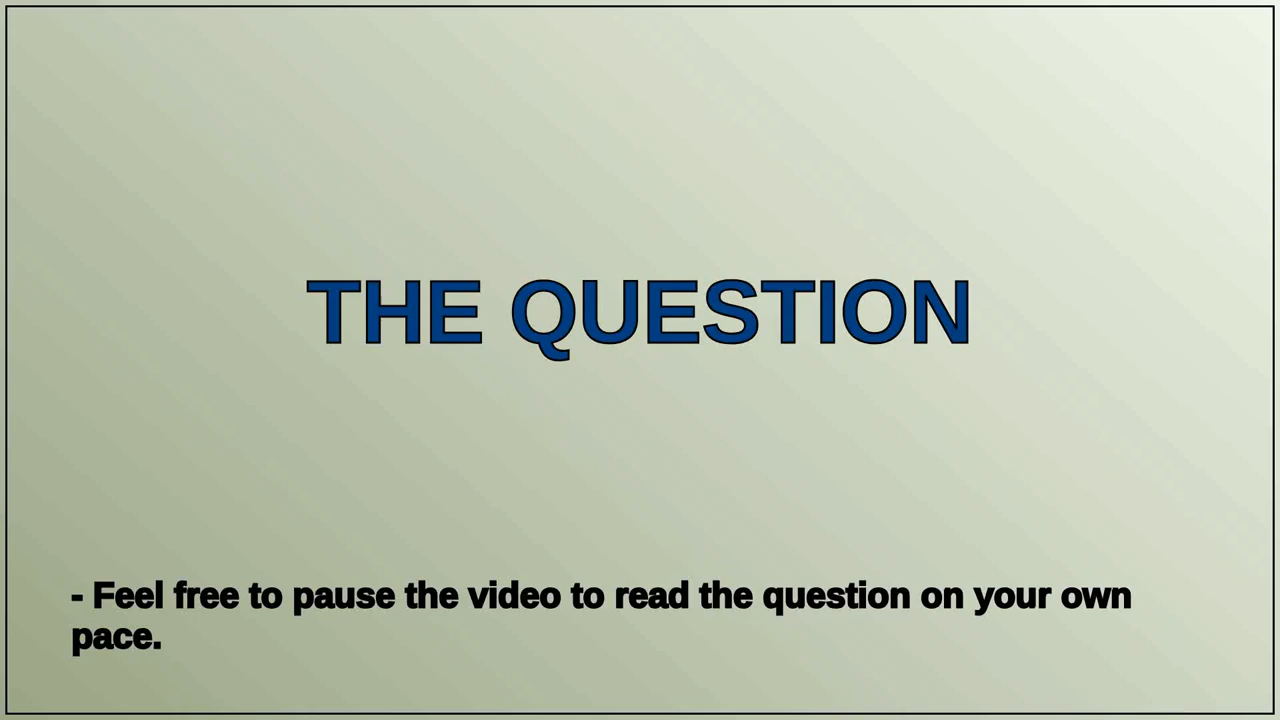 THE QUESTION
- Feel free to pause the video to read the question on your own
pace.